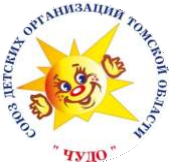 СОЮЗ ДЕТСКИХ ОРГАНИЗАЦИЙ ТОМСКОЙ ОБЛАСТИ
" ЧУДО "